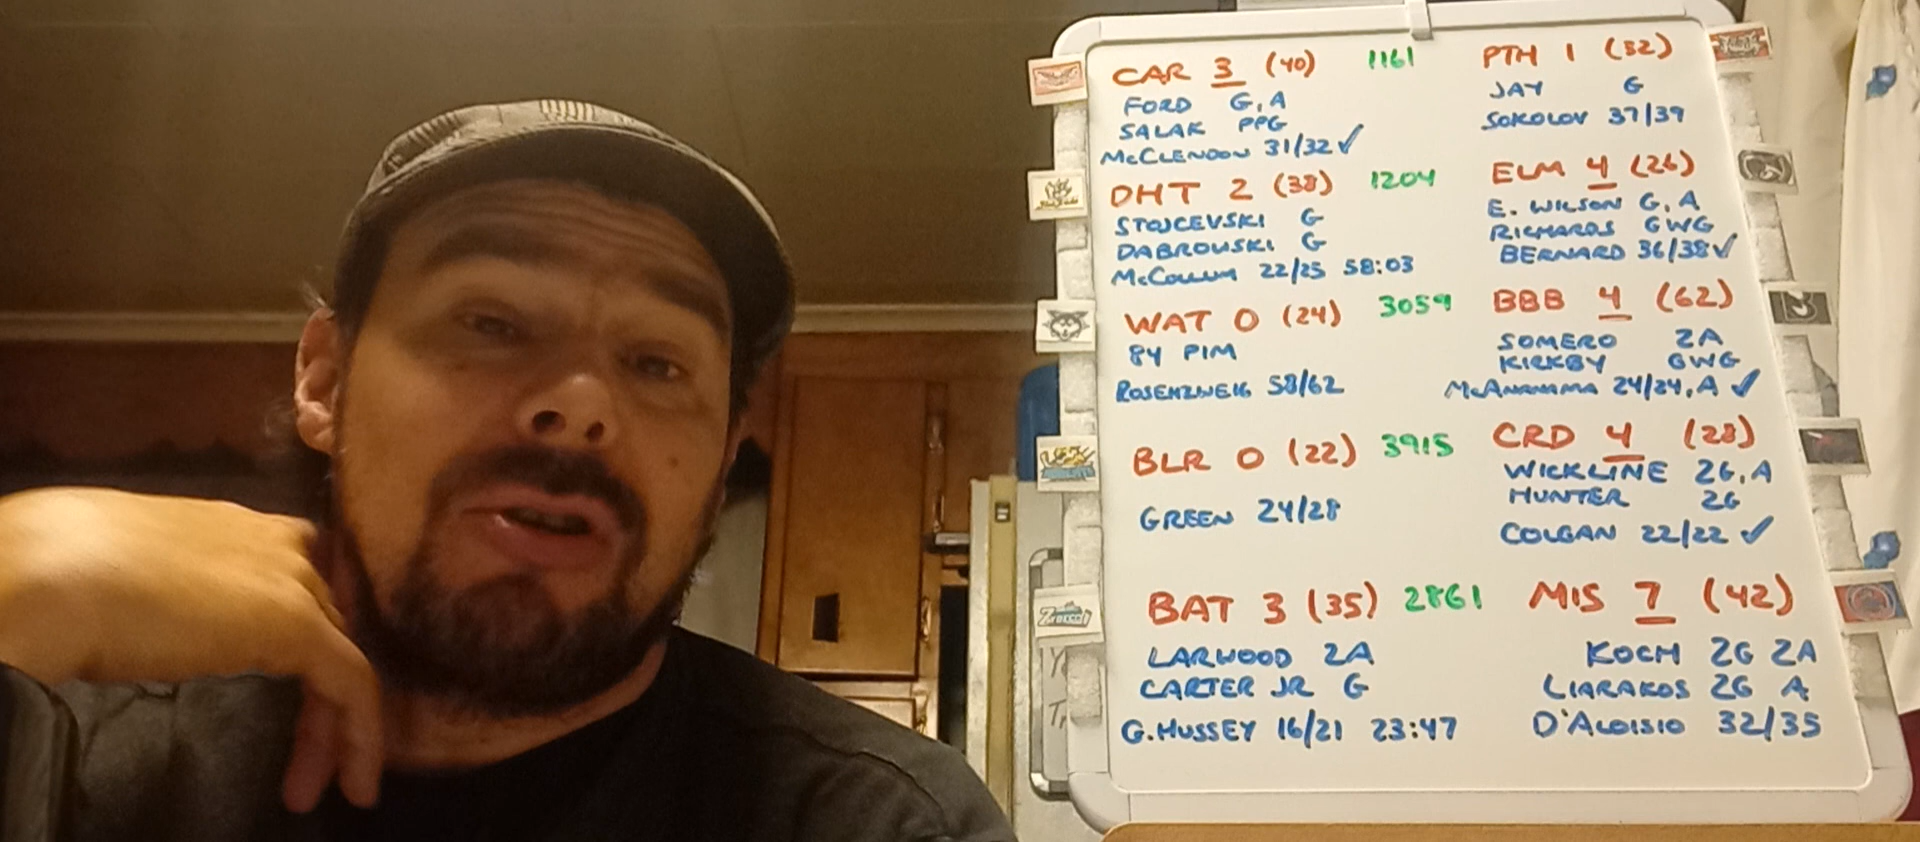 CAR 3 (40) 1161 PTH 1 (32)
FORD G, A JAY G
SALAK PPG SOKOLOV 37/39
McCLENDON 31/32 ✓
DHT 2 (38) 1204 ELM 4 (26)
STOJCEVSKI G E. WILSON G, A
DABROWSKI G RICHARDS GWG
McCOLLUM 22/25 58:03 BERNARD 36/38 ✓
WAT 0 (24) 3059 BBB 4 (62)
84 PIM SOMERO 2A
KIRKBY GWG
ROSENZWEIG 58/62 McANANAMA 24/24, A ✓
BLR 0 (22) 3915 CRD 4 (28)
WICKLINE 2G, A
HUNTER 2G
GREEN 24/28 COLGAN 22/22 ✓
BAT 3 (35) 2861 MIS 7 (42)
LARWOOD 2A KOCH 2G 2A
CARTER JR G LIARAKOS 2G A
G. HUSSEY 16/21 23:47 D'ALOISIO 32/35